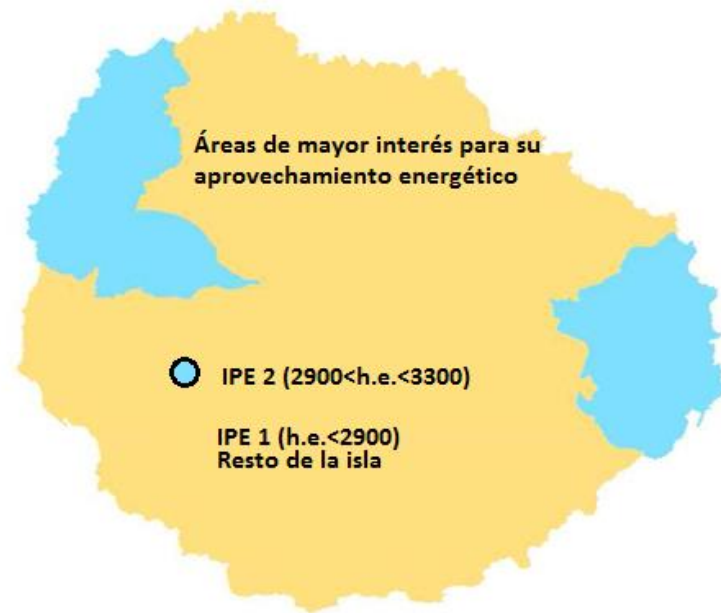 Áreas de mayor interés para su
aprovechamiento energético
IPE 2 (2900<h.e.<3300)
IPE 1 (h.e.<2900)
Resto de la isla